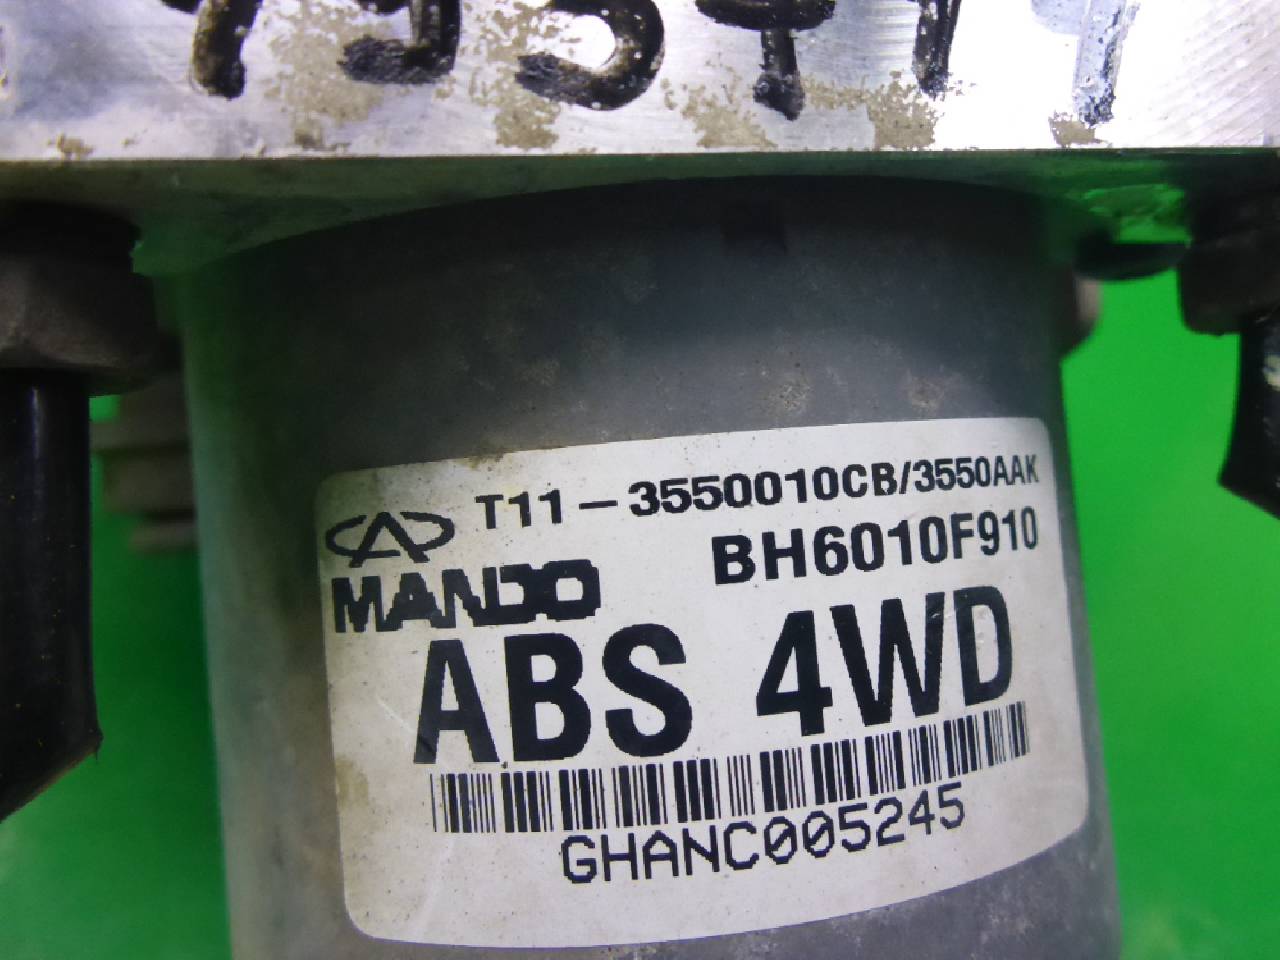 T11-3550010CB/3550AAK
BH6010F910
MANDO
ABS 4WD
GHANC005245